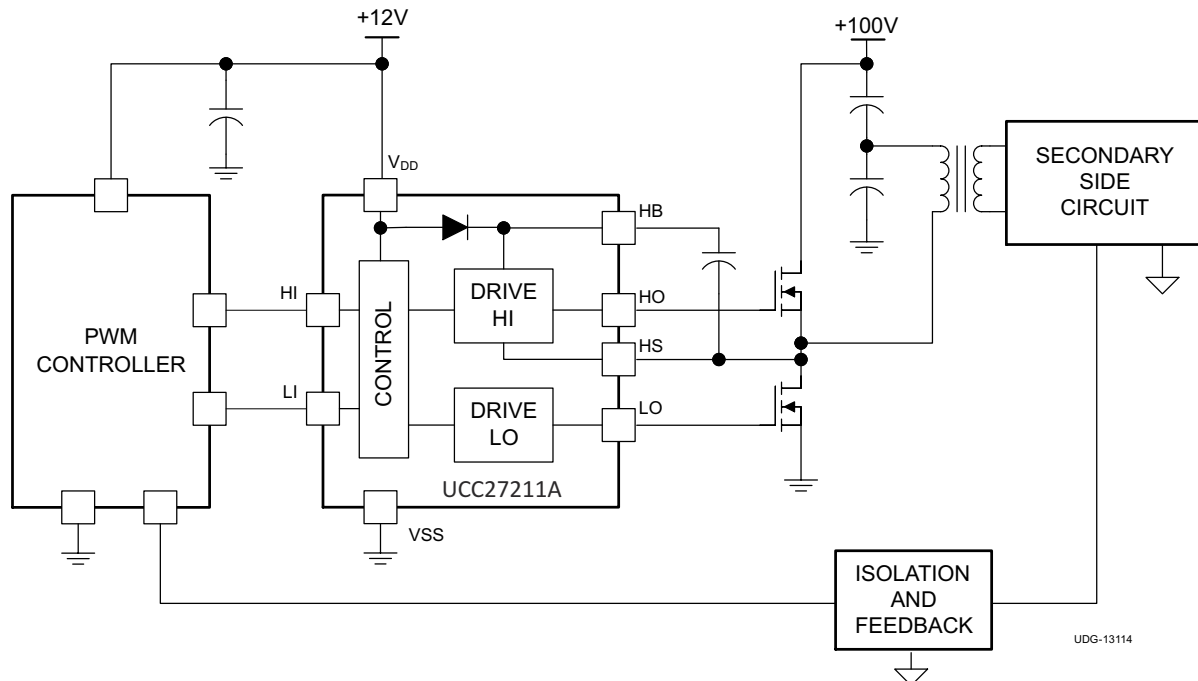 +12V
+100V
VDD
SECONDARY
SIDE
CIRCUIT
HB
HI
DRIVE
HI
HO
PWM
CONTROLLER
CONTROL
HS
LI
DRIVE
LO
LO
UCC27211A
VSS
ISOLATION
AND
FEEDBACK
UDG-13114